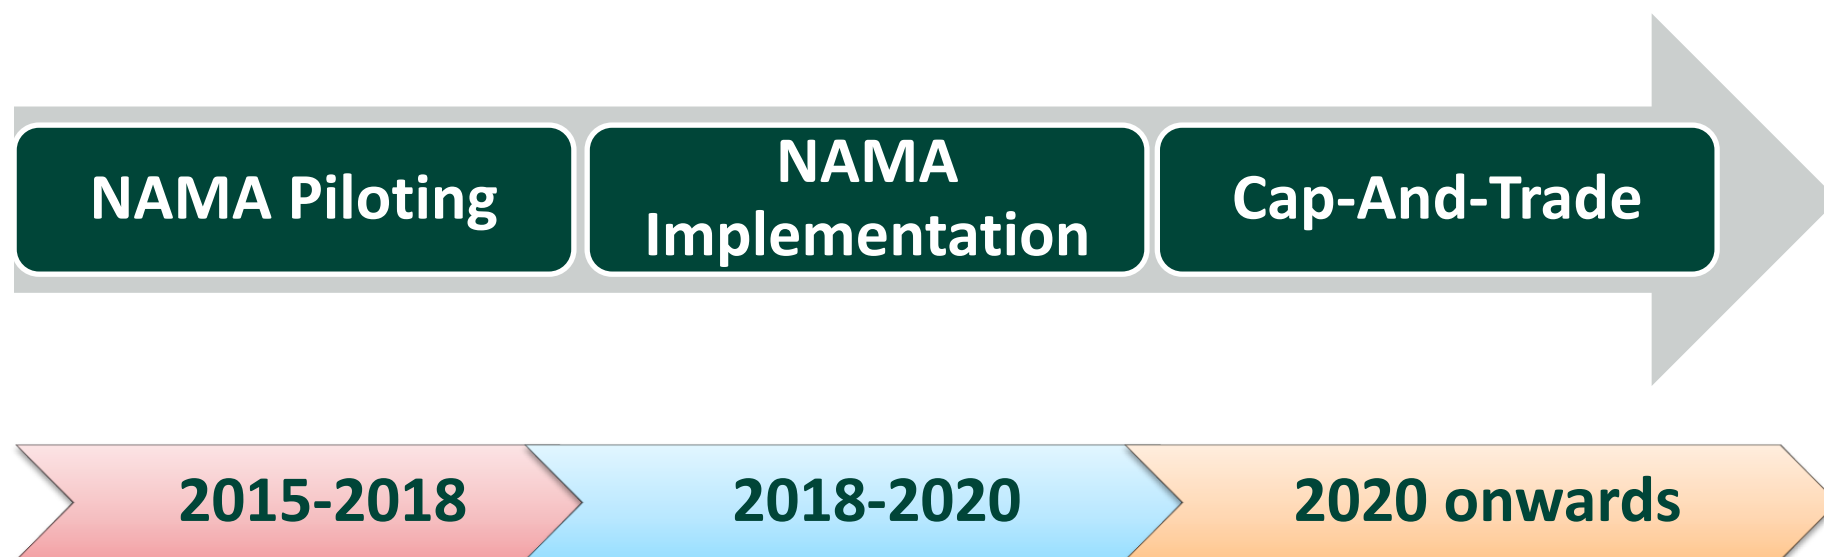 NAMA Piloting
NAMA
Implementation
Cap-And-Trade
2015-2018
2018-2020
2020 onwards